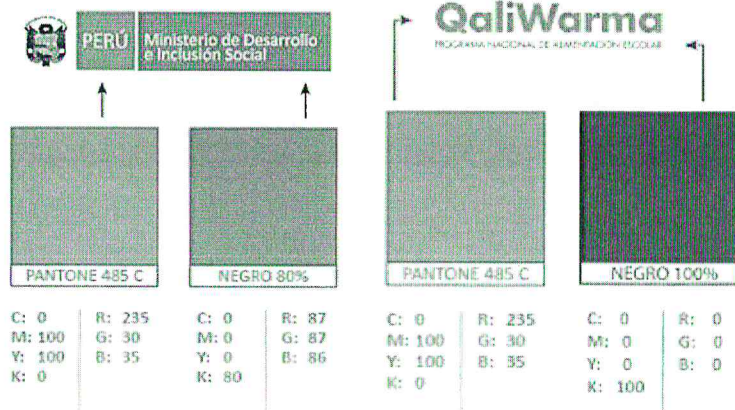 PERÚ
Ministerio de Desarrollo
e Inclusión Social
QaliWarma
PROGRAMA NACIONAL DE ALIMENTACIÓN ESCOLAR
PANTONE 485 C
NEGRO 80%
PANTONE 485 C
NEGRO 100%
C: 0 R: 235 C: 0 R: 87 C: 0 R: 235 C: 0 R: 0
M: 100 G: 30 M: 0 G: 87 M: 100 G: 30 M: 0 G: 0
Y: 100 B: 35 Y: 0 B: 86 Y: 100 B: 35 Y: 0 B: 0
K: 0 K: 80 K: 0 K: 100